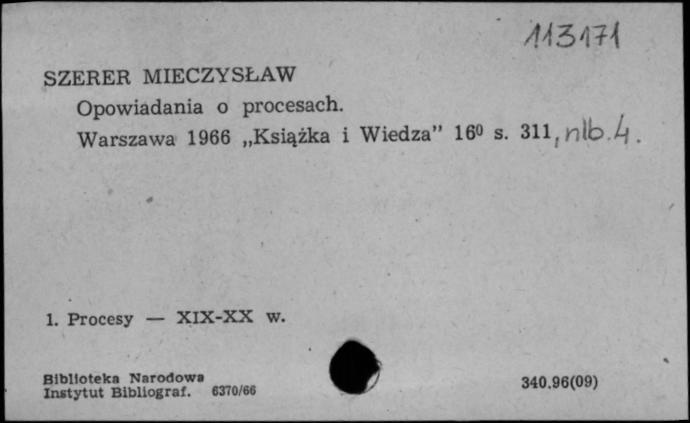 113171
SZERER MIECZYSŁAW
Opowiadania o procesach.
Warszawa 1966 „Książka i Wiedza” 16⁰ s. 311, nlb. 4.
1. Procesy — XIX-XX w.
Biblioteka Narodowa
Instytut Bibliograf. 6370/66
340.96(09)